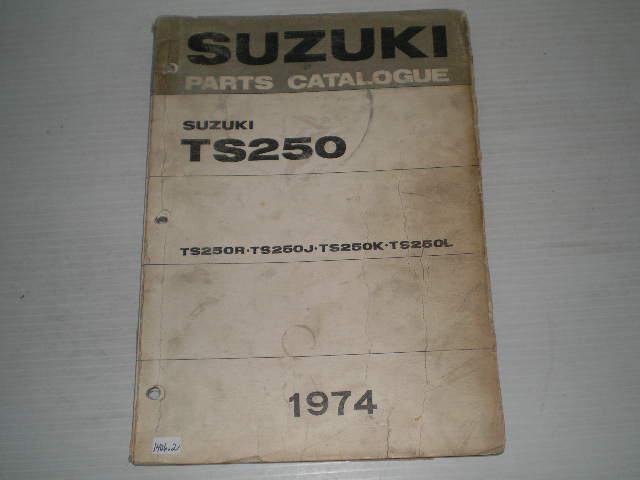 SUZUKI
PARTS CATALOGUE
SUZUKI
TS250
TS250R·TS250J·TS250K·TS250L
1974